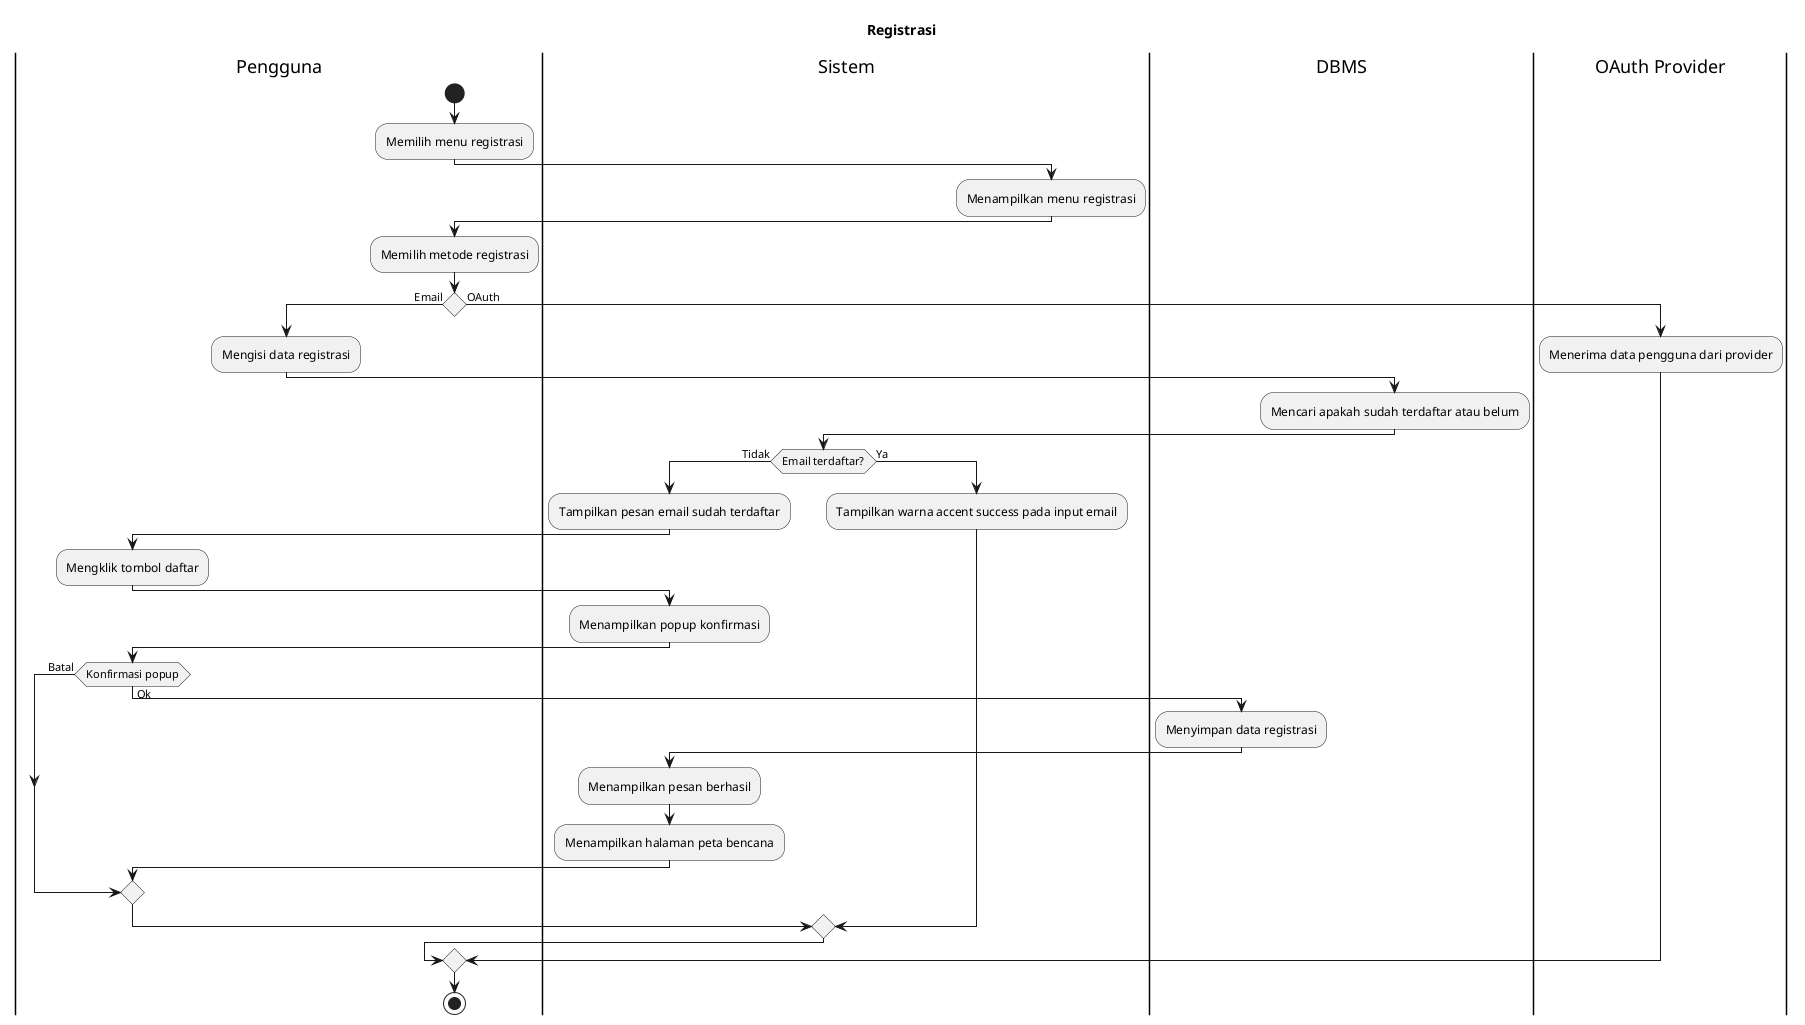 Registrasi
Pengguna
Sistem
DBMS
OAuth Provider
Memilih menu registrasi
Menampilkan menu registrasi
Memilih metode registrasi
Email
OAuth
Mengisi data registrasi
Menerima data pengguna dari provider
Mencari apakah sudah terdaftar atau belum
Tidak
Email terdaftar?
Ya
Tampilkan pesan email sudah terdaftar
Tampilkan warna accent success pada input email
Mengklik tombol daftar
Menampilkan popup konfirmasi
Batal
Konfirmasi popup
Ok
Menyimpan data registrasi
Menampilkan pesan berhasil
Menampilkan halaman peta bencana